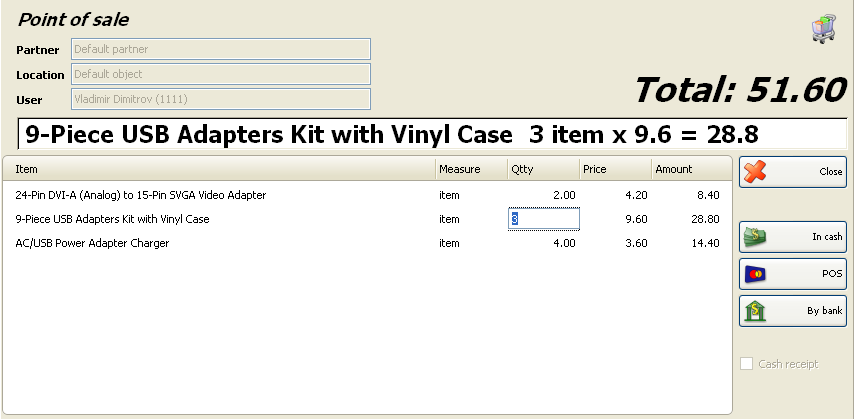 Point of sale
Partner Default partner
Location Default object
User Vladimir Dimitrov (1111)
Total: 51.60
9-Piece USB Adapters Kit with Vinyl Case 3 item x 9.6 = 28.8
Item Measure Qtty Price Amount
24-Pin DVI-A (Analog) to 15-Pin SVGA Video Adapter item 2.00 4.20 8.40
9-Piece USB Adapters Kit with Vinyl Case item 3 9.60 28.80
AC/USB Power Adapter Charger item 4.00 3.60 14.40
Close
In cash
POS
By bank
Cash receipt